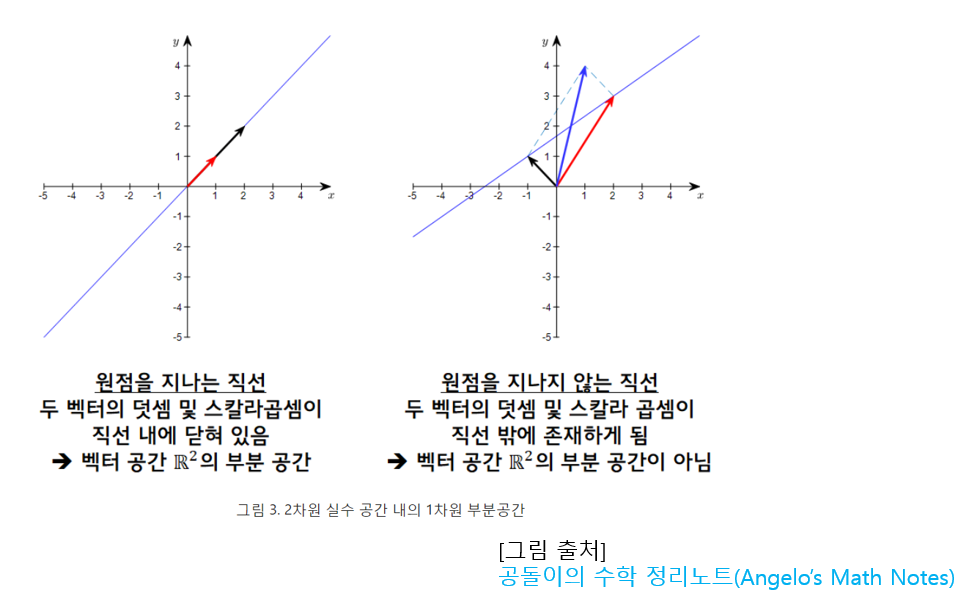 y
4
3
2
1
-5 -4 -3 -2 -1 1 2 3 4 x
-1
-2
-3
-4
-5
y
4
3
2
1
-5 -4 -3 -2 -1 1 2 3 4 x
-1
-2
-3
-4
-5
원점을 지나는 직선
두 벡터의 덧셈 및 스칼라곱셈이
직선 내에 닫혀 있음
➔ 벡터 공간 ℝ²의 부분 공간
원점을 지나지 않는 직선
두 벡터의 덧셈 및 스칼라 곱셈이
직선 밖에 존재하게 됨
➔ 벡터 공간 ℝ²의 부분 공간이 아님
그림 3. 2차원 실수 공간 내의 1차원 부분공간
[그림 출처]
공돌이의 수학 정리노트(Angelo’s Math Notes)